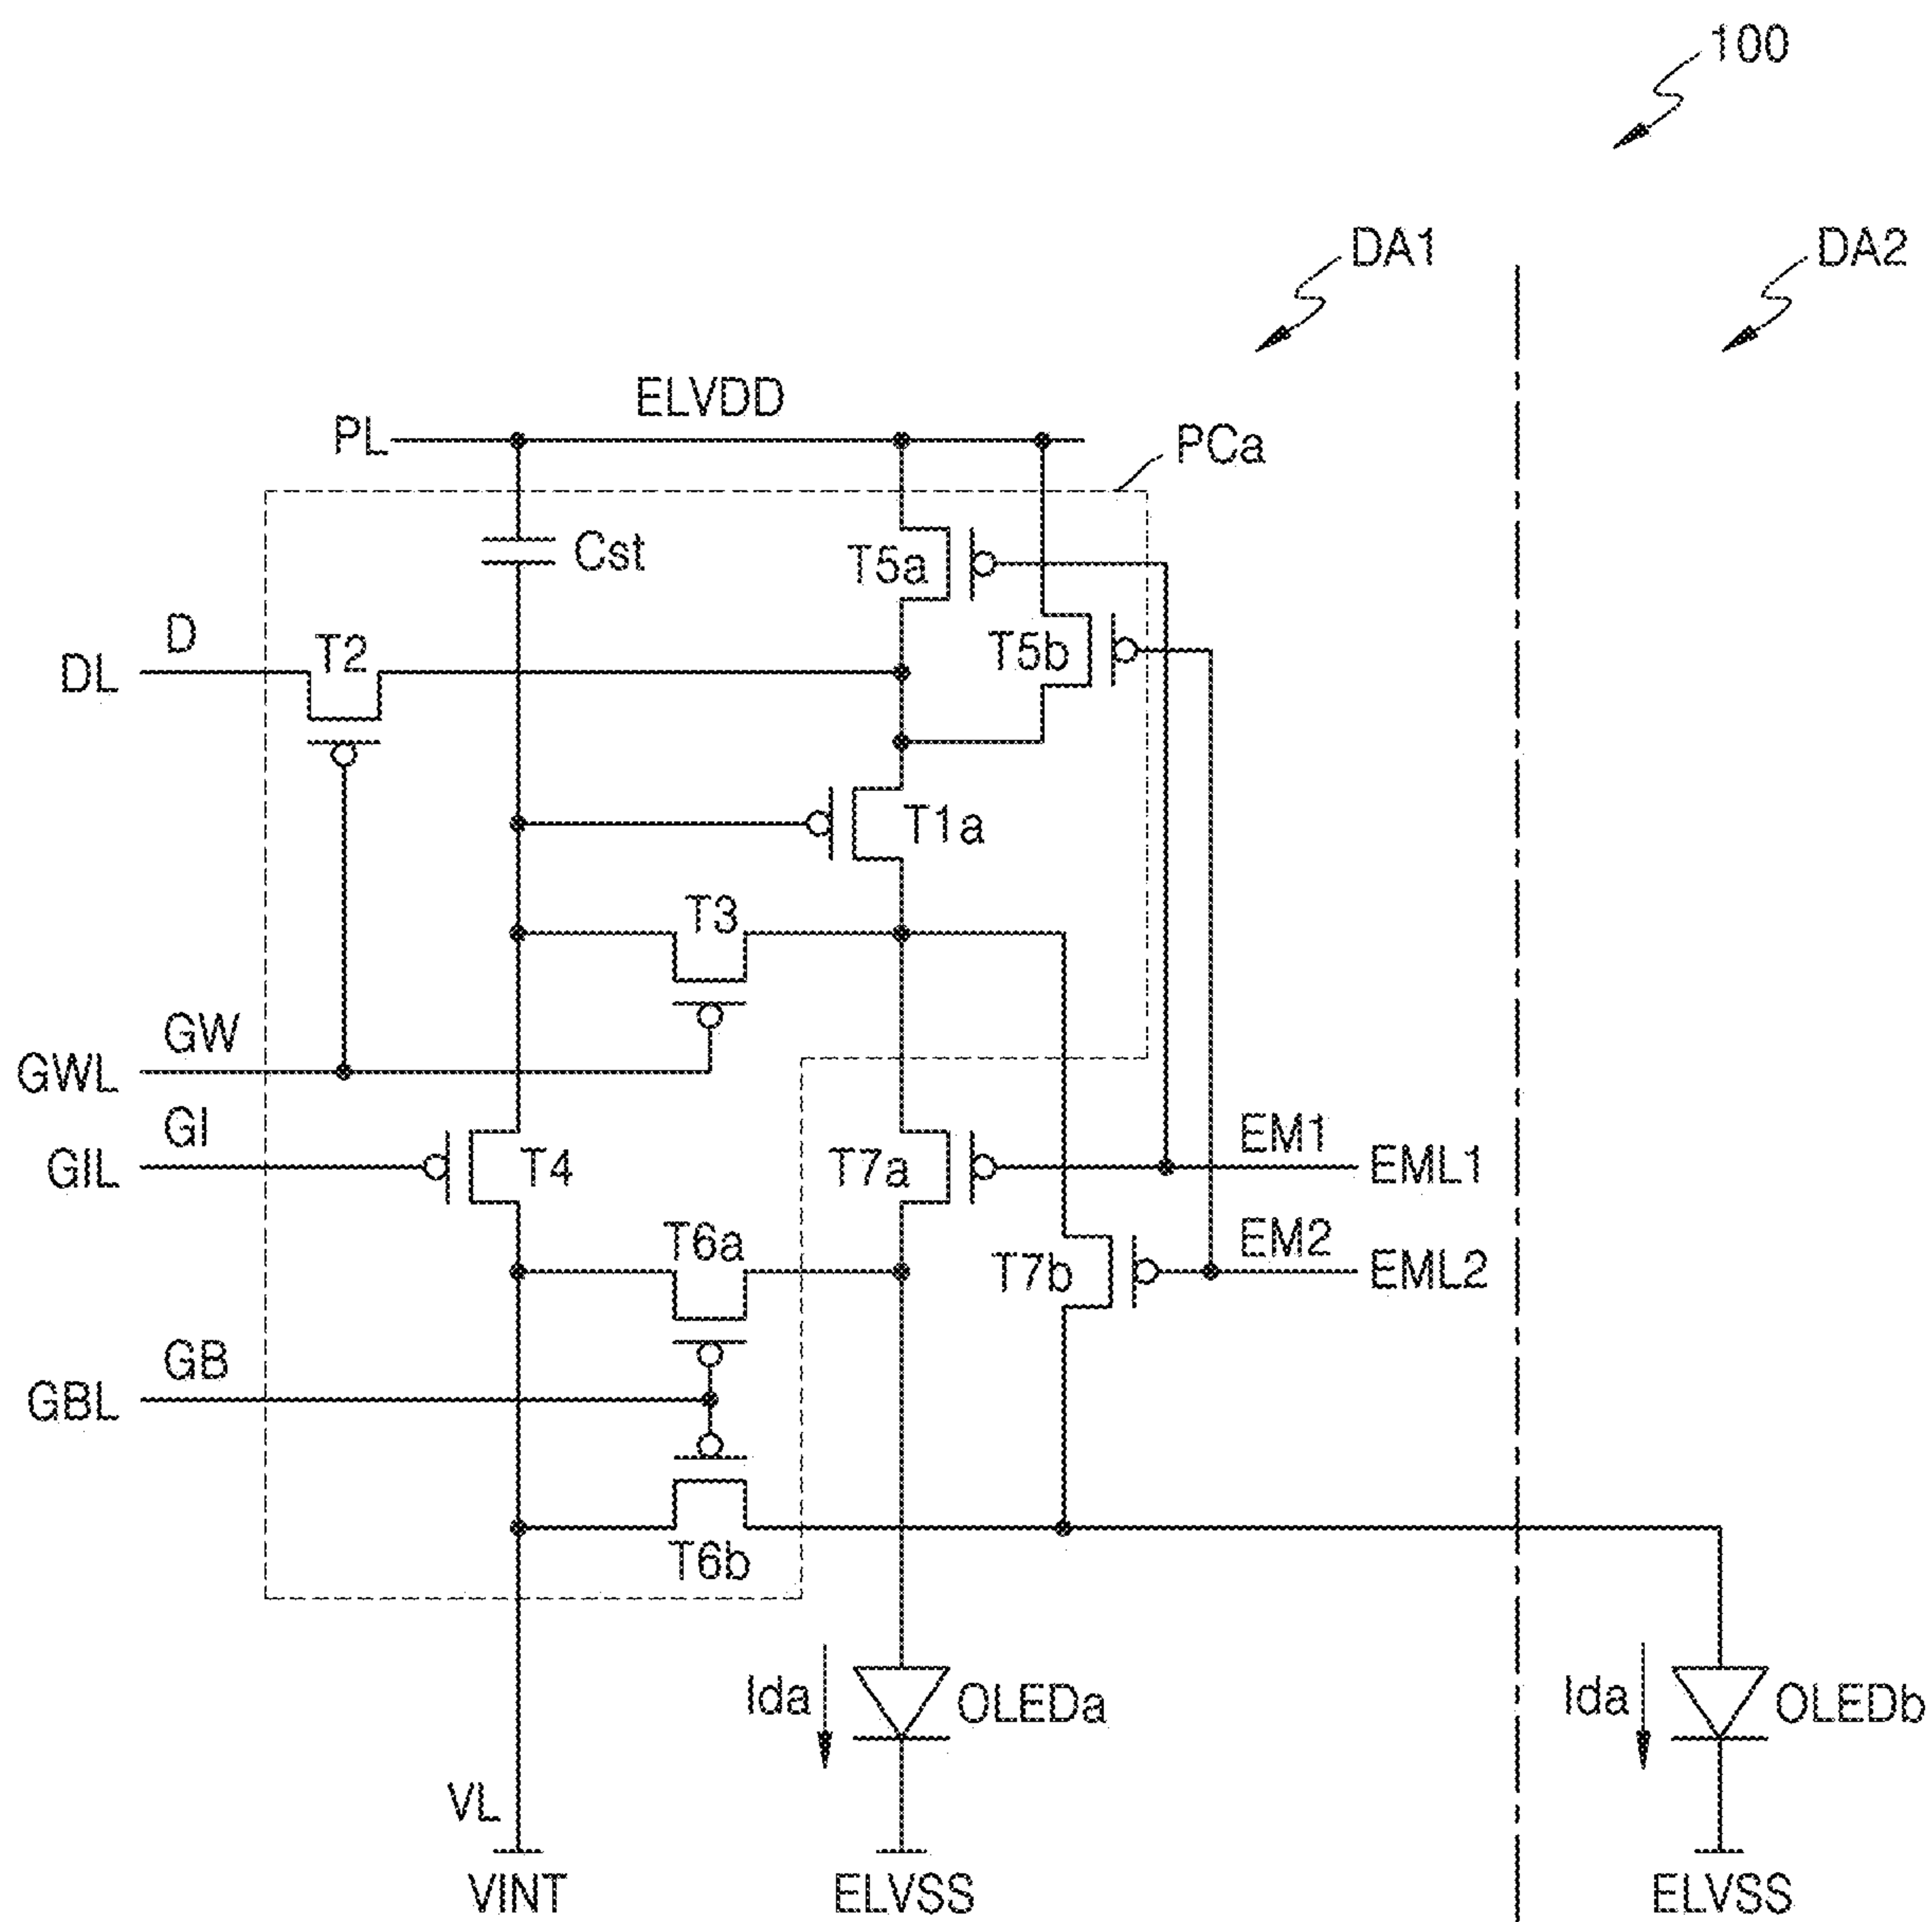 100
DA1
DA2
ELVDD
PL
PCa
Cst
T5a
D
T2
T5b
DL
T1a
T3
GW
GWL
GI
EM1
GIL
T4
T7a
EML1
T6a
EM2
T7b
EML2
GB
GBL
T6b
Ida
OLEDa
Ida
OLEDb
VL
VINT
ELVSS
ELVSS